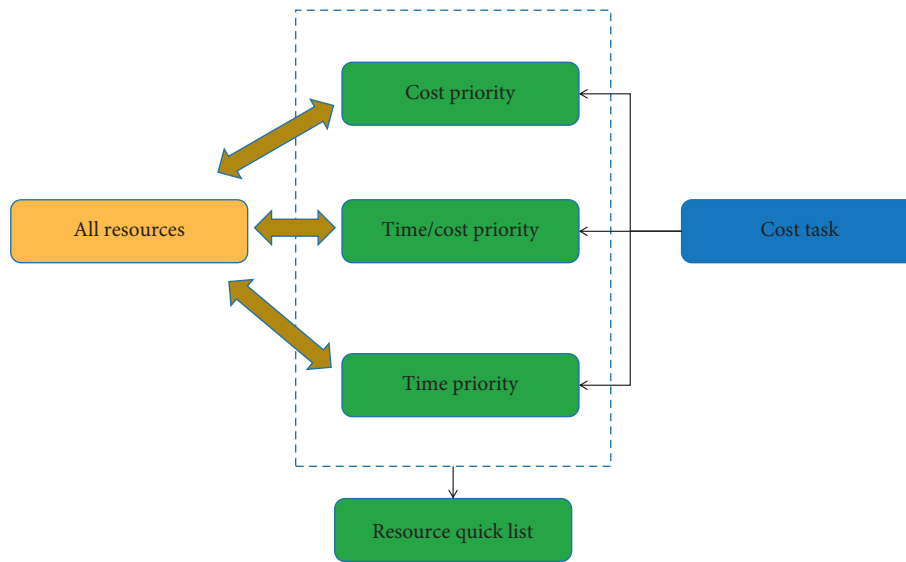 Cost priority
All resources
Time/cost priority
Cost task
Time priority
Resource quick list